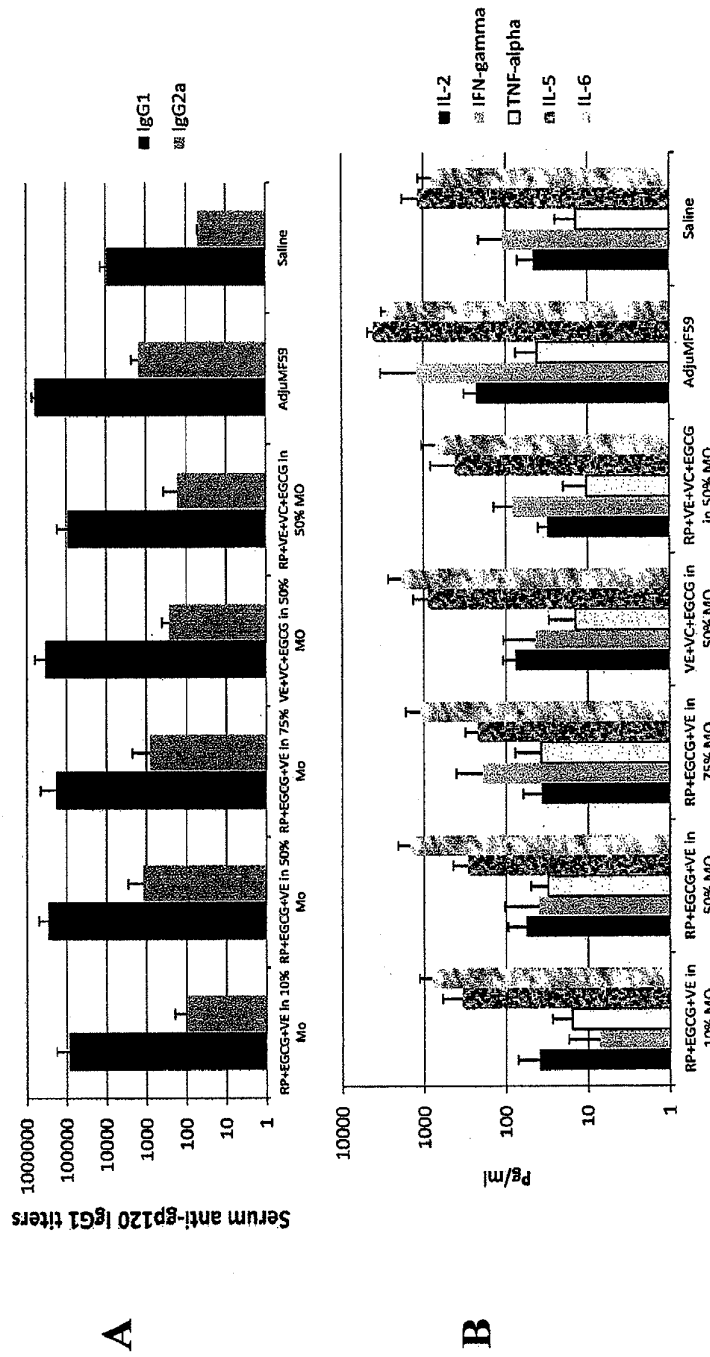 A
Serum anti-gp120 IgG1 titers
1000000
100000
10000
1000
100
10
1
RP+EGCG+VE in 10% Mo
RP+EGCG+VE in 50% Mo
RP+EGCG+VE in 75% Mo
VE+VC+EGCG in 50% MO
RP+VE+VC+EGCG in 50% MO
AdjuMF59
Saline
IgG1
IgG2a
B
Pg/ml
10000
1000
100
10
1
RP+EGCG+VE in 10% MO
RP+EGCG+VE in 50% MO
RP+EGCG+VE in 75% MO
VE+VC+EGCG in 50% MO
RP+VE+VC+EGCG in 50% MO
AdjuMF59
Saline
IL-2
IFN-gamma
TNF-alpha
IL-5
IL-6